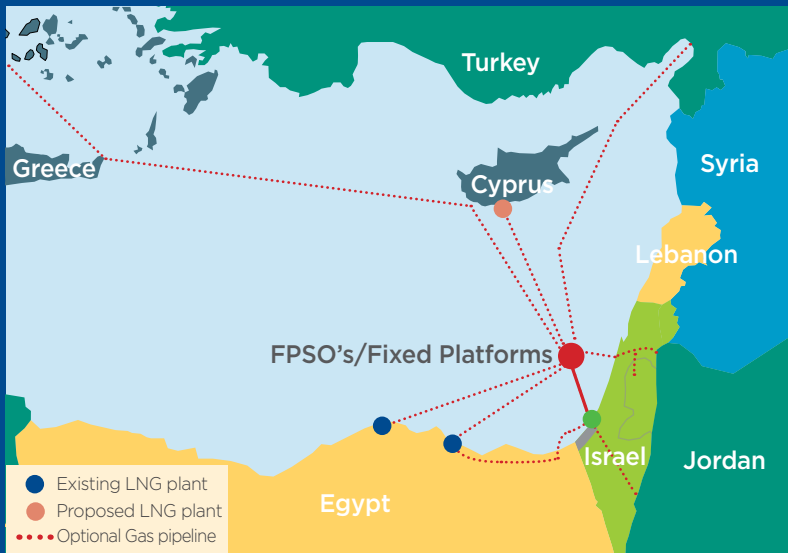 Turkey
Greece
Cyprus
Syria
Lebanon
FPSO's/Fixed Platforms
Israel
Jordan
Egypt
Existing LNG plant
Proposed LNG plant
Optional Gas pipeline